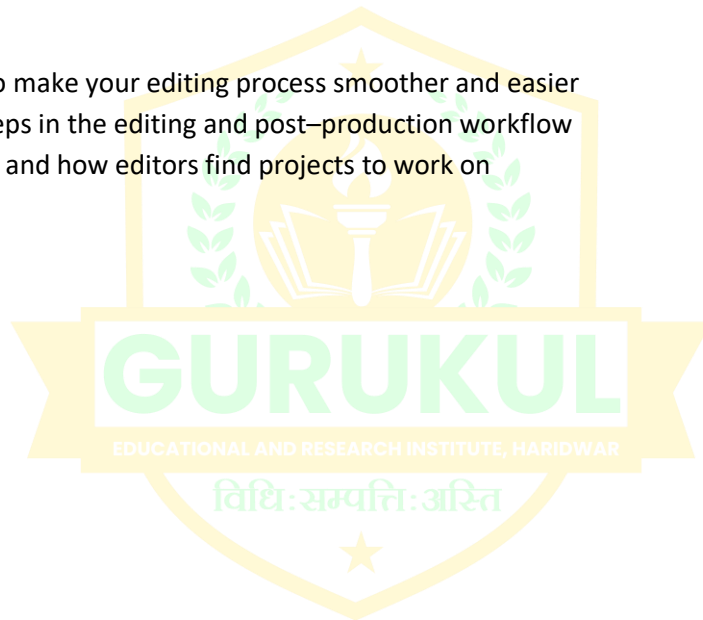 o make your editing process smoother and easier
eps in the editing and post–production workflow
and how editors find projects to work on
GURUKUL
EDUCATIONAL AND RESEARCH INSTITUTE, HARIDWAR
विधि:सम्पत्ति:अस्ति